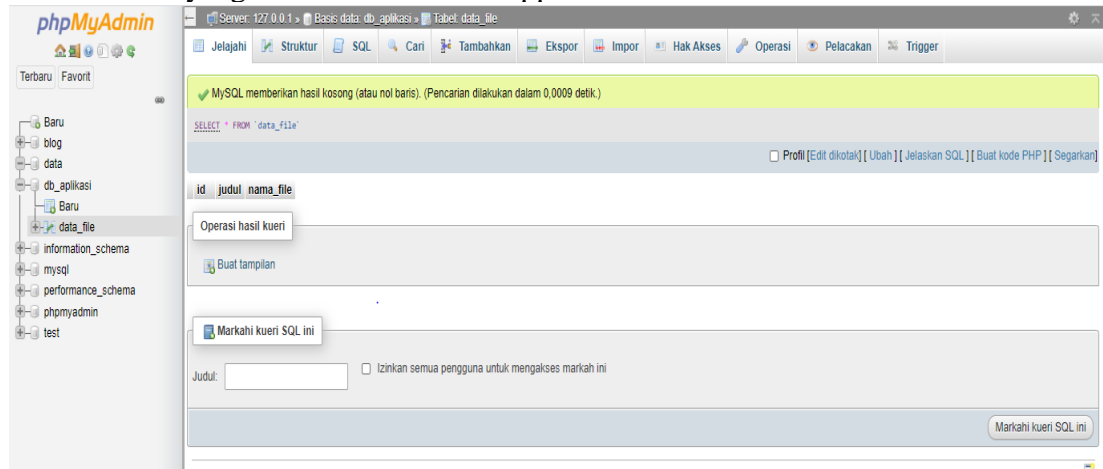 phpMyAdmin
Terbaru Favorit
Baru
blog
data
db_aplikasi
Baru
data_file
information_schema
mysql
performance_schema
phpmyadmin
test
Server: 127.0.0.1 » Basis data: db_aplikasi » Tabel: data_file
Jelajahi Struktur SQL Cari Tambahkan Ekspor Impor Hak Akses Operasi Pelacakan Trigger
MySQL memberikan hasil kosong (atau nol baris). (Pencarian dilakukan dalam 0,0009 detik.)
SELECT * FROM `data_file`
Profil [Edit dikotak] [ Ubah ] [ Jelaskan SQL ] [ Buat kode PHP ] [ Segarkan]
id judul nama_file
Operasi hasil kueri
Buat tampilan
Markahi kueri SQL ini
Judul: Izinkan semua pengguna untuk mengakses markah ini
Markahi kueri SQL ini